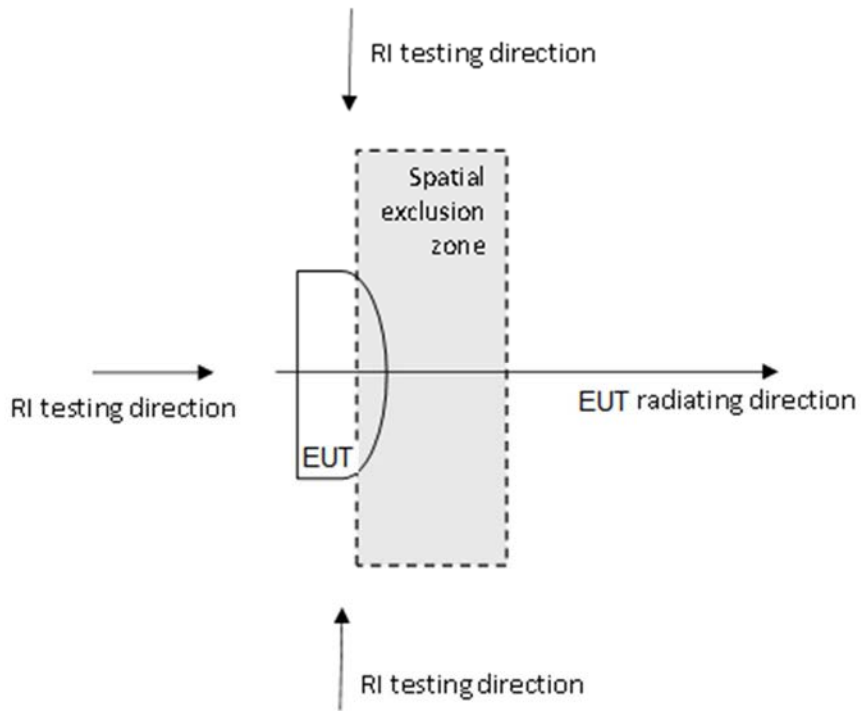 RI testing direction
Spatial
exclusion
zone
RI testing direction
EUT radiating direction
EUT
RI testing direction